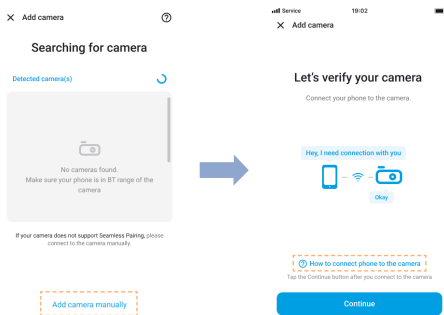 Add camera
Searching for camera
Detected camera(s)
No cameras found.
Make sure your phone is in BT range of the
camera
If your camera does not support Seamless Pairing, please
connect to the camera manually.
Add camera manually
Service 19:02
Add camera
Let's verify your camera
Connect your phone to the camera.
Hey, I need connection with you
Okay
How to connect phone to the camera
Tap the Continue button after you connect to the camera
Continue